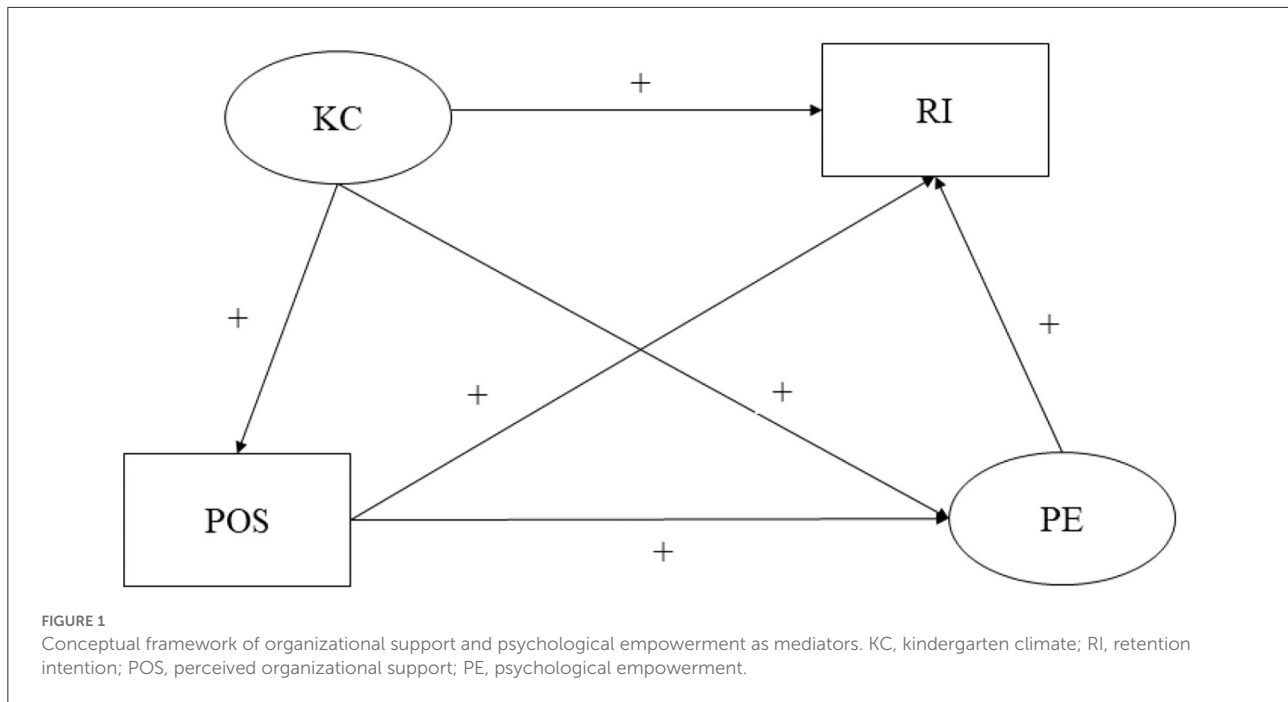 KC
+
RI
+
+
+
+
POS
PE
+
FIGURE 1
Conceptual framework of organizational support and psychological empowerment as mediators. KC, kindergarten climate; RI, retention
intention; POS, perceived organizational support; PE, psychological empowerment.